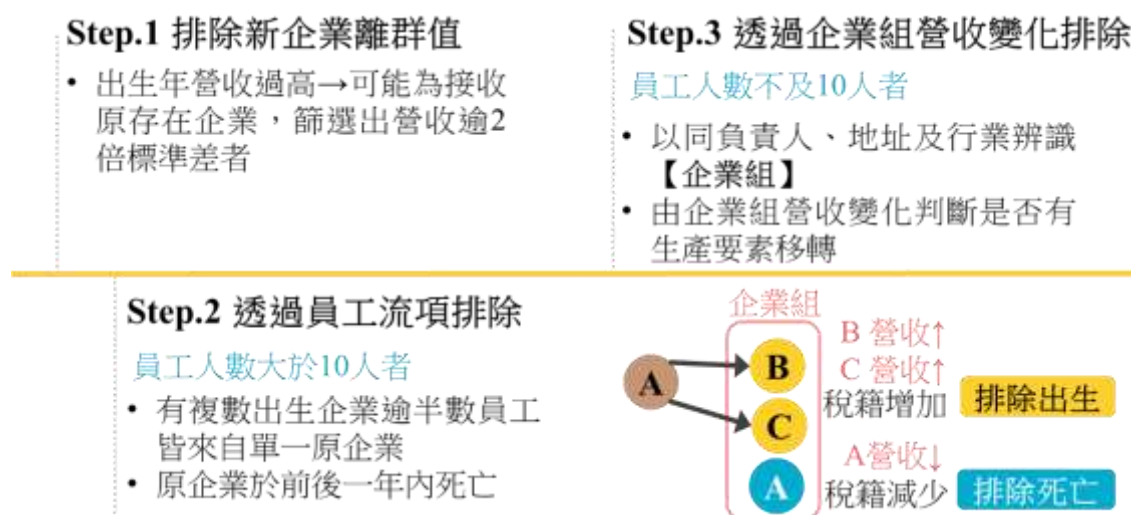 Step.1 排除新企業離群值
• 出生年營收過高→可能為接收
原存在企業，篩選出營收逾2
倍標準差者
Step.3 透過企業組營收變化排除
員工人數不及10人者
• 以同負責人、地址及行業辨識
【企業組】
• 由企業組營收變化判斷是否有
生產要素移轉
Step.2 透過員工流項排除
員工人數大於10人者
• 有複數出生企業逾半數員工
皆來自單一原企業
• 原企業於前後一年內死亡
企業組
A
B
C
A
B 營收↑
C 營收↑
稅籍增加 排除出生
A營收↓
稅籍減少 排除死亡